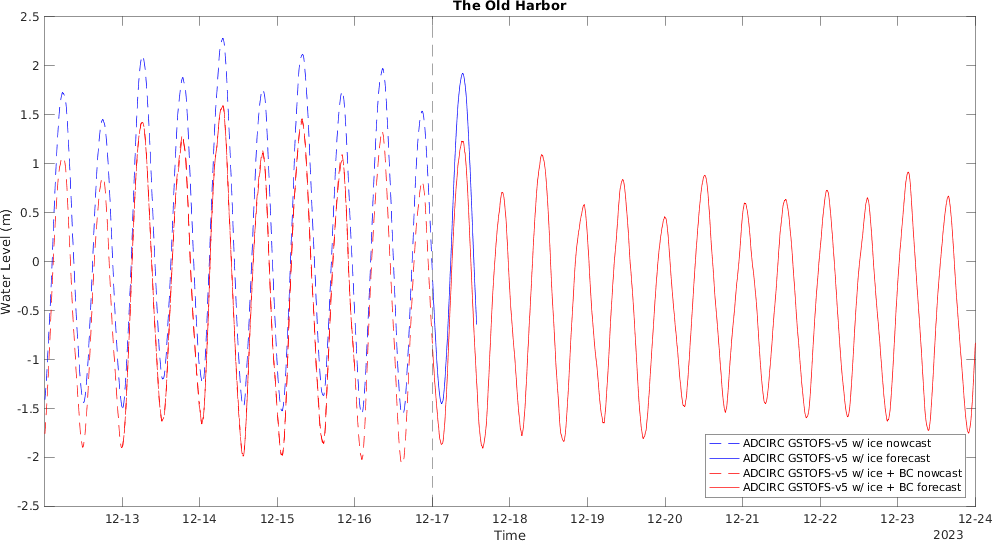 The Old Harbor
2.5
2
1.5
1
0.5
0
-0.5
-1
-1.5
-2
-2.5
Water Level (m)
ADCIRC GSTOFS-v5 w/ ice nowcast
ADCIRC GSTOFS-v5 w/ ice forecast
ADCIRC GSTOFS-v5 w/ ice + BC nowcast
ADCIRC GSTOFS-v5 w/ ice + BC forecast
12-13 12-14 12-15 12-16 12-17 12-18 12-19 12-20 12-21 12-22 12-23 12-24
Time
2023